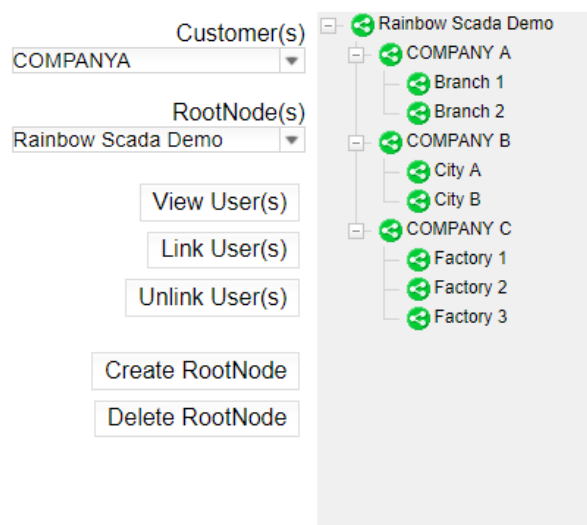 Customer(s)
COMPANYA
RootNode(s)
Rainbow Scada Demo
View User(s)
Link User(s)
Unlink User(s)
Create RootNode
Delete RootNode
Rainbow Scada Demo
COMPANY A
Branch 1
Branch 2
COMPANY B
City A
City B
COMPANY C
Factory 1
Factory 2
Factory 3